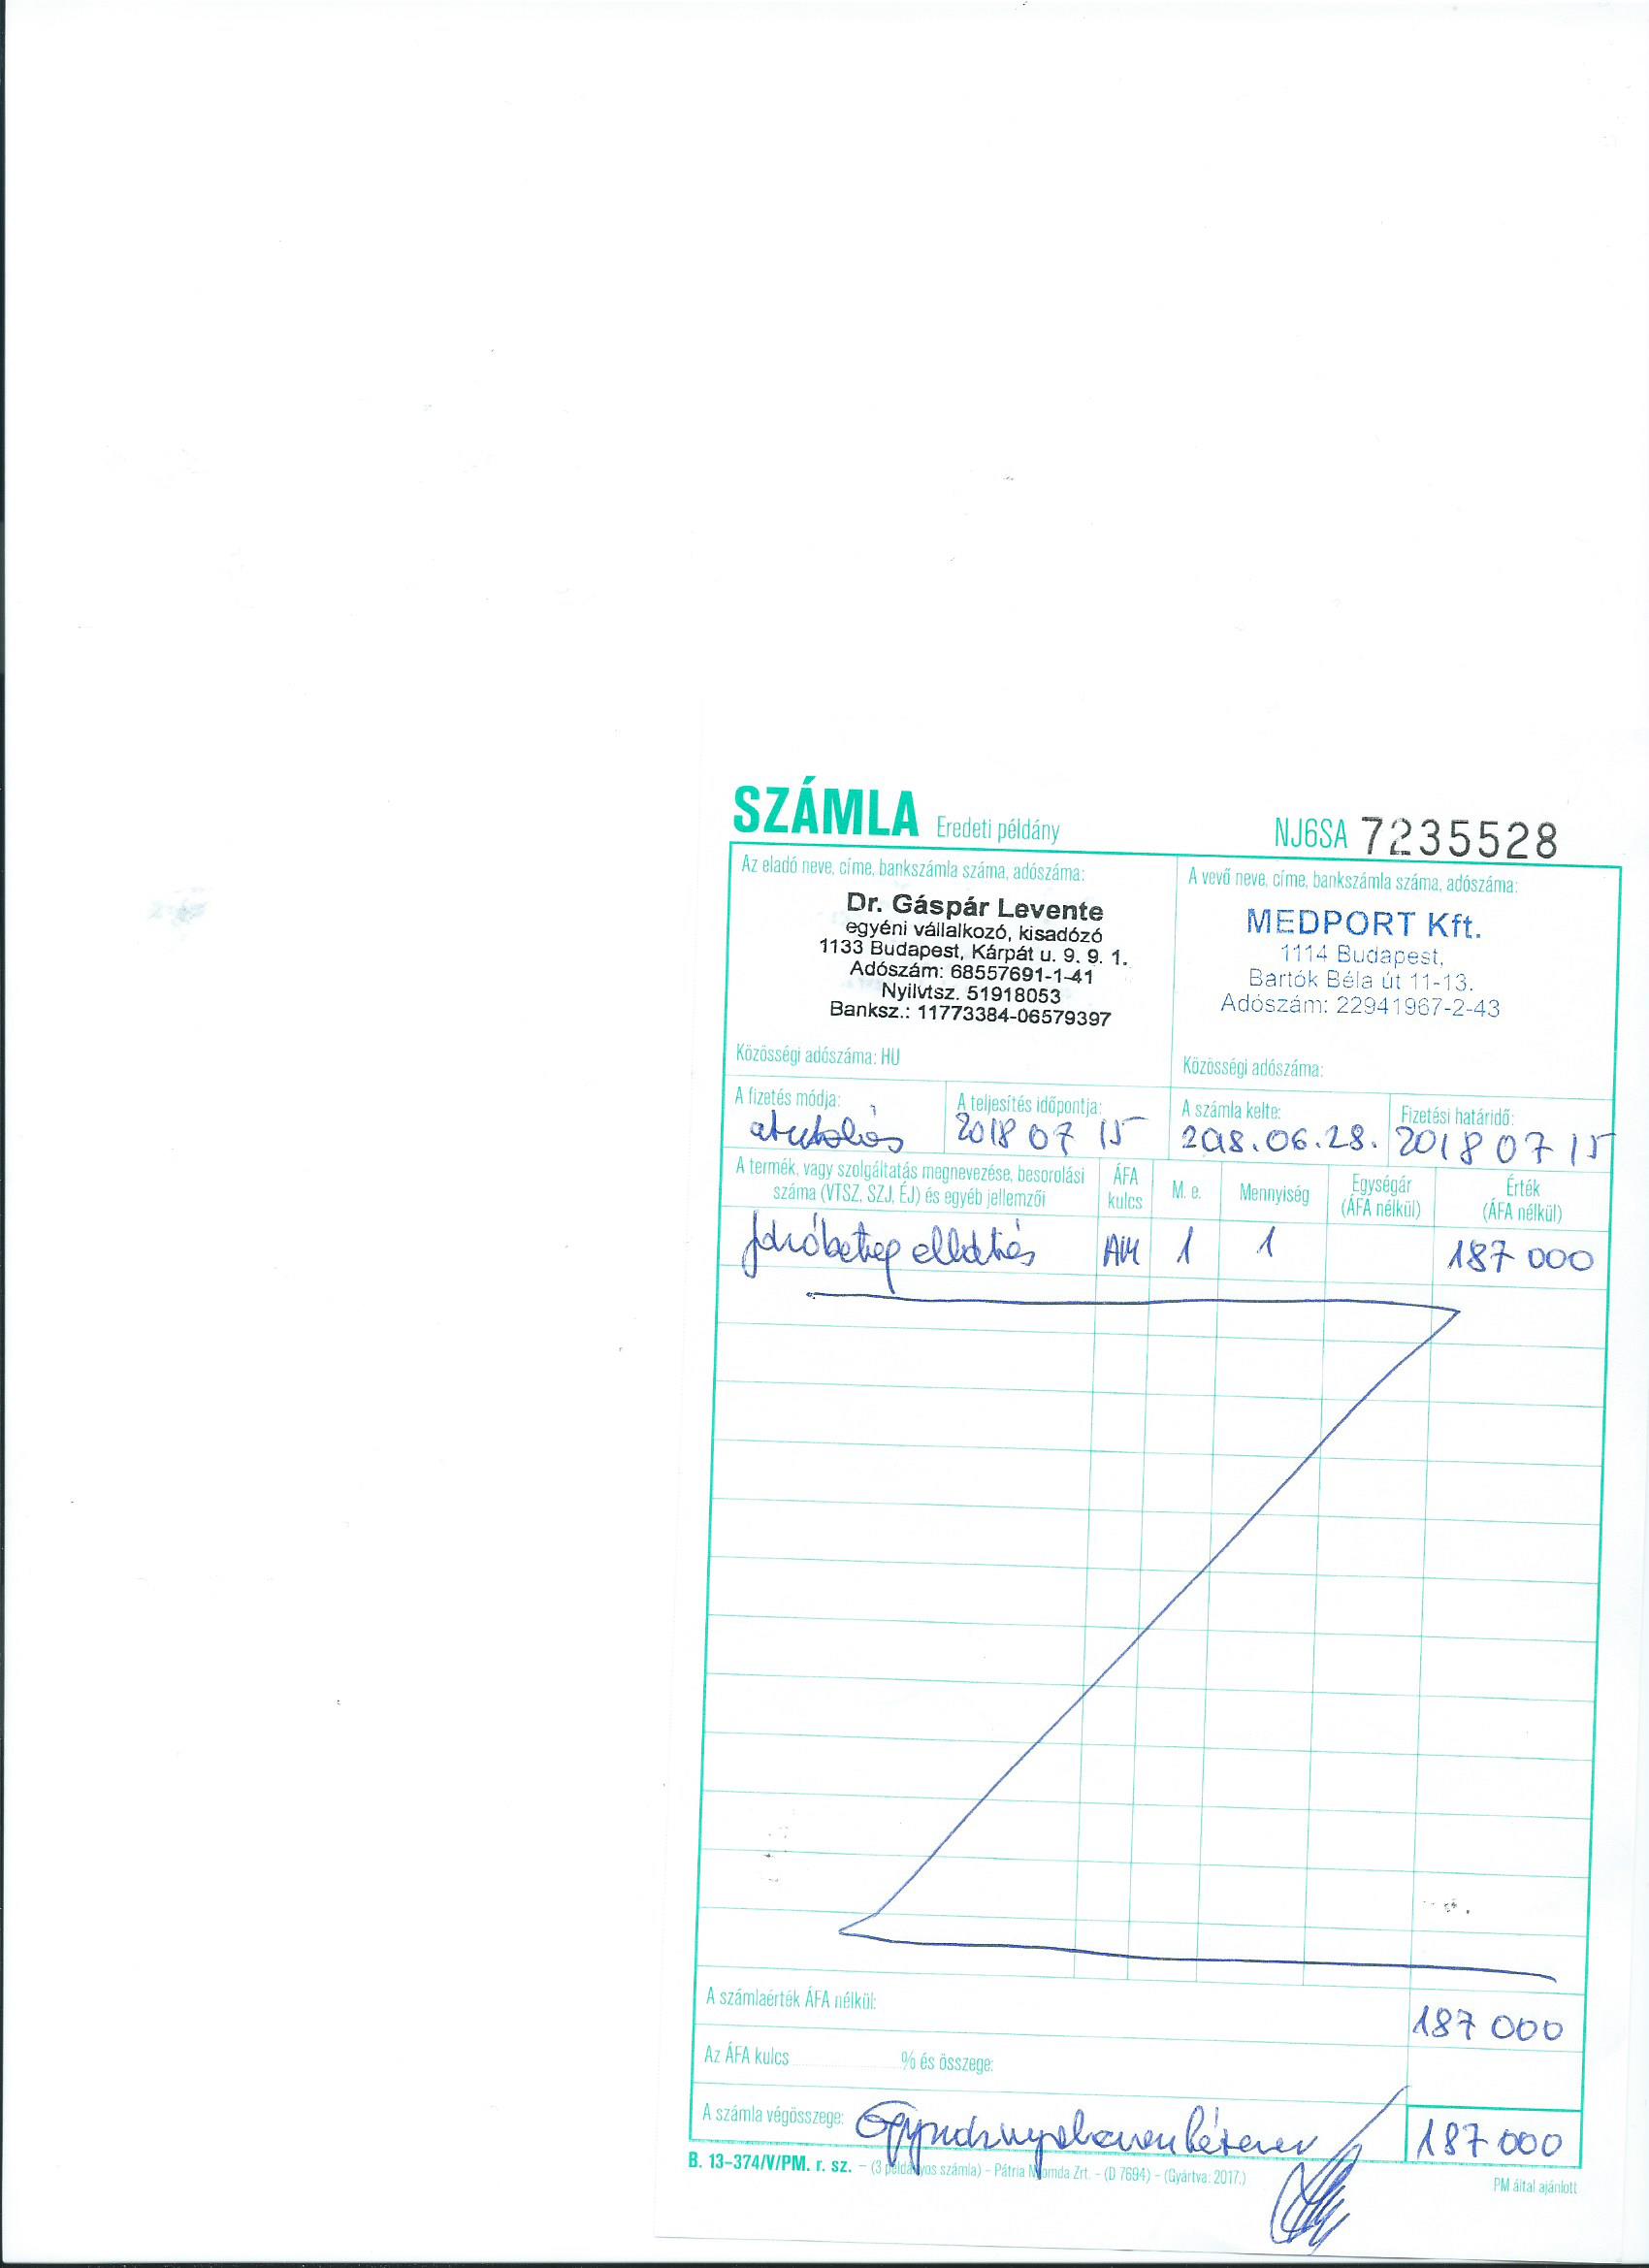 SZÁMLA Eredeti példány NJ6SA 7235528
Az eladó neve, címe, bankszámla száma, adószáma:
Dr. Gáspár Levente
egyéni vállalkozó, kisadózó
1133 Budapest, Kárpát u. 9. 9. 1.
Adószám: 68557691-1-41
Nyilvtsz. 51918053
Banksz.: 11773384-06579397
Közösségi adószáma: HU
A vevő neve, címe, bankszámla száma, adószáma:
MEDPORT Kft.
1114 Budapest,
Bartók Béla út 11-13.
Adószám: 22941967-2-43
Közösségi adószáma:
A fizetés módja:
átutalás
A teljesítés időpontja:
2018 07 15
A számla kelte:
2018.06.28.
Fizetési határidő:
2018 07 15
A termék, vagy szolgáltatás megnevezése, besorolási
száma (VTSZ, SZJ, ÉJ) és egyéb jellemzői
ÁFA
kulcs
M. e.
Mennyiség
Egységár
(ÁFA nélkül)
Érték
(ÁFA nélkül)
járóbeteg ellátás AM 1 1 187 000
A számlaérték ÁFA nélkül: 187 000
Az ÁFA kulcs % és összege:
A számla végösszege: 187 000
B. 13-374/V/PM. r. sz. – (3 példányos számla) – Pátria Nyomda Zrt. – (D 7694) – (Gyártva: 2017.)
PM által ajánlott